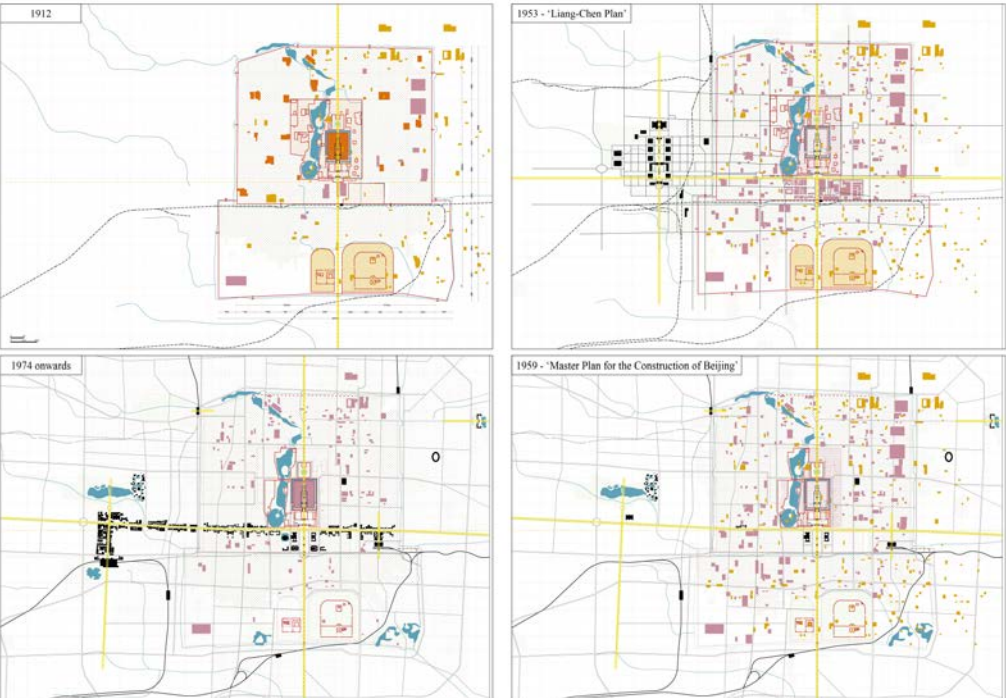 1912
1953 - ‘Liang-Chen Plan’
1974 onwards
1959 - ‘Master Plan for the Construction of Beijing’